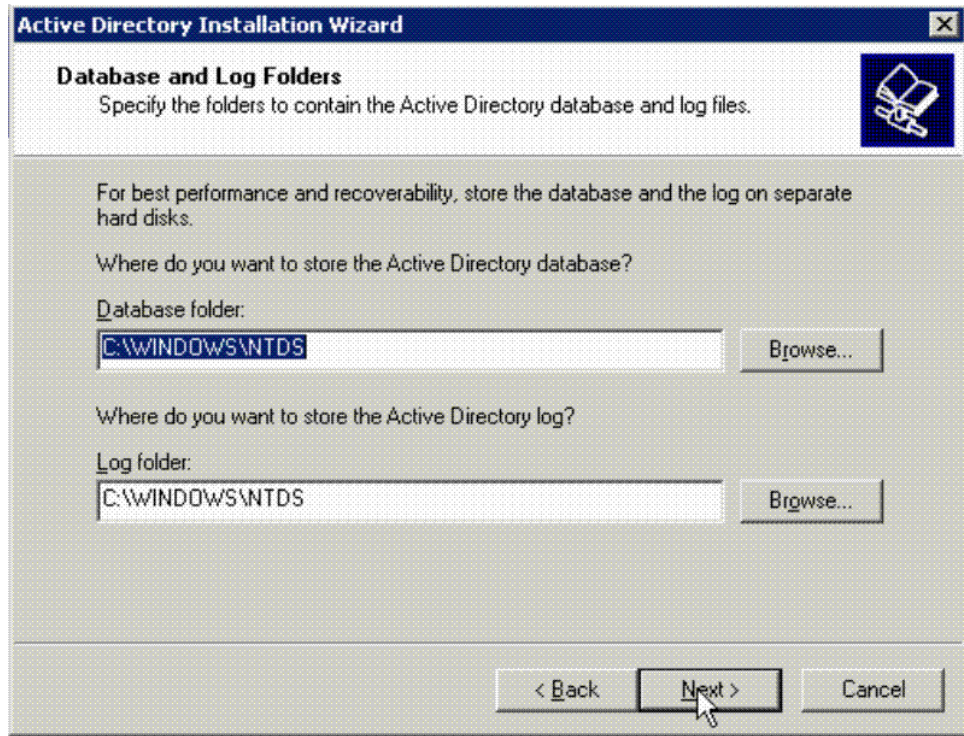 Active Directory Installation Wizard
Database and Log Folders
Specify the folders to contain the Active Directory database and log files.
For best performance and recoverability, store the database and the log on separate
hard disks.
Where do you want to store the Active Directory database?
Database folder:
C:\WINDOWS\NTDS
Browse...
Where do you want to store the Active Directory log?
Log folder:
C:\WINDOWS\NTDS
Browse...
< Back
Next >
Cancel